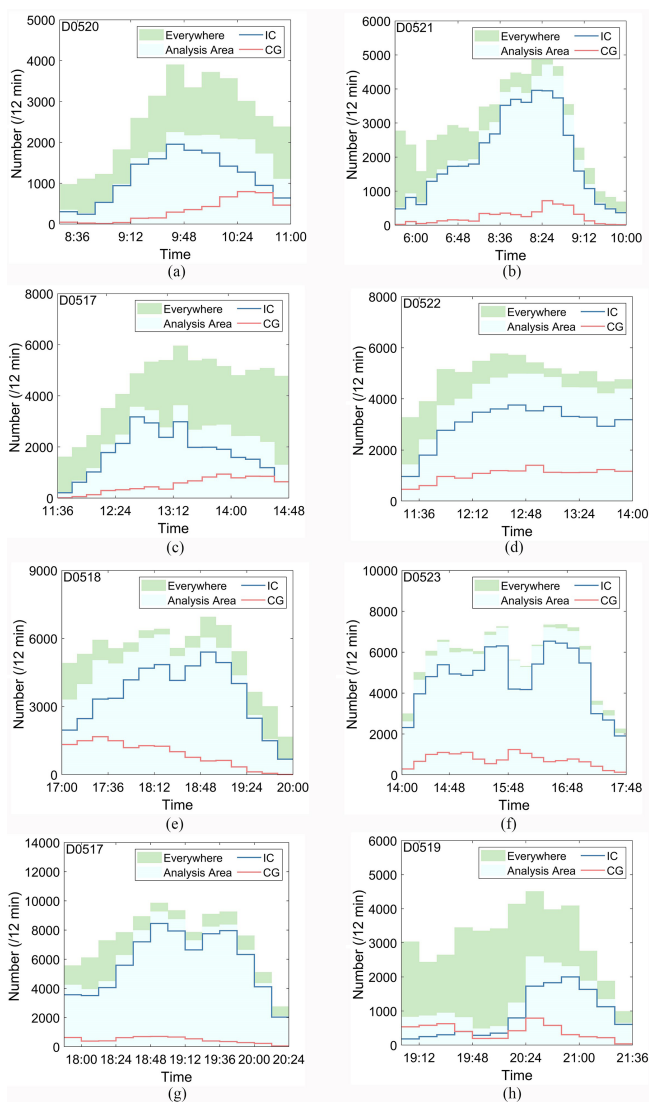 D0520
Everywhere IC
Analysis Area CG
5000
4000
3000
2000
1000
0
Number (/12 min)
8:36 9:12 9:48 10:24 11:00
Time
(a)
D0521
Everywhere IC
Analysis Area CG
6000
5000
4000
3000
2000
1000
0
Number (/12 min)
6:00 6:48 8:36 8:24 9:12 10:00
Time
(b)
D0517
Everywhere IC
Analysis Area CG
8000
6000
4000
2000
0
Number (/12 min)
11:36 12:24 13:12 14:00 14:48
Time
(c)
D0522
Everywhere IC
Analysis Area CG
8000
6000
4000
2000
0
Number (/12 min)
11:36 12:12 12:48 13:24 14:00
Time
(d)
D0518
Everywhere IC
Analysis Area CG
9000
6000
3000
0
Number (/12 min)
17:00 17:36 18:12 18:48 19:24 20:00
Time
(e)
D0523
Everywhere IC
Analysis Area CG
10000
8000
6000
4000
2000
0
Number (/12 min)
14:00 14:48 15:48 16:48 17:48
Time
(f)
D0517
Everywhere IC
Analysis Area CG
14000
12000
10000
8000
6000
4000
2000
0
Number (/12 min)
18:00 18:24 18:48 19:12 19:36 20:00 20:24
Time
(g)
D0519
Everywhere IC
Analysis Area CG
6000
5000
4000
3000
2000
1000
0
Number (/12 min)
19:12 19:48 20:24 21:00 21:36
Time
(h)